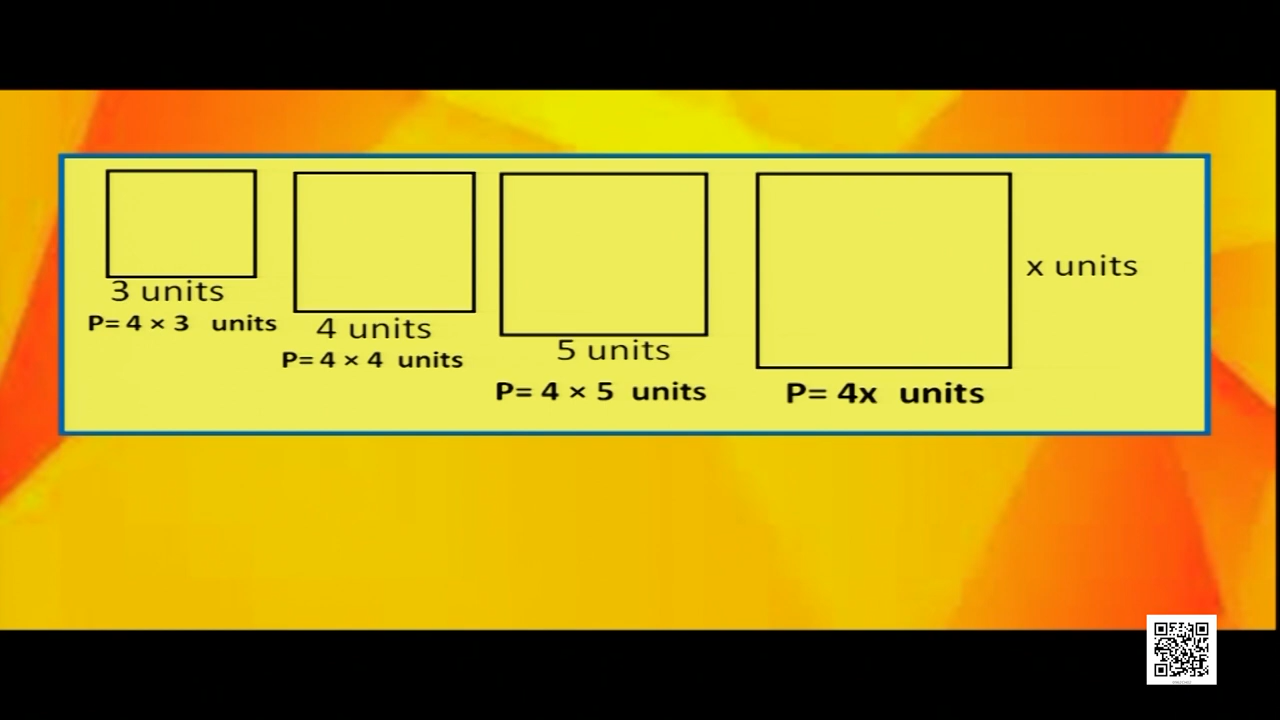 3 units
P= 4 × 3 units
4 units
P= 4 × 4 units
5 units
P= 4 × 5 units
x units
P= 4x units